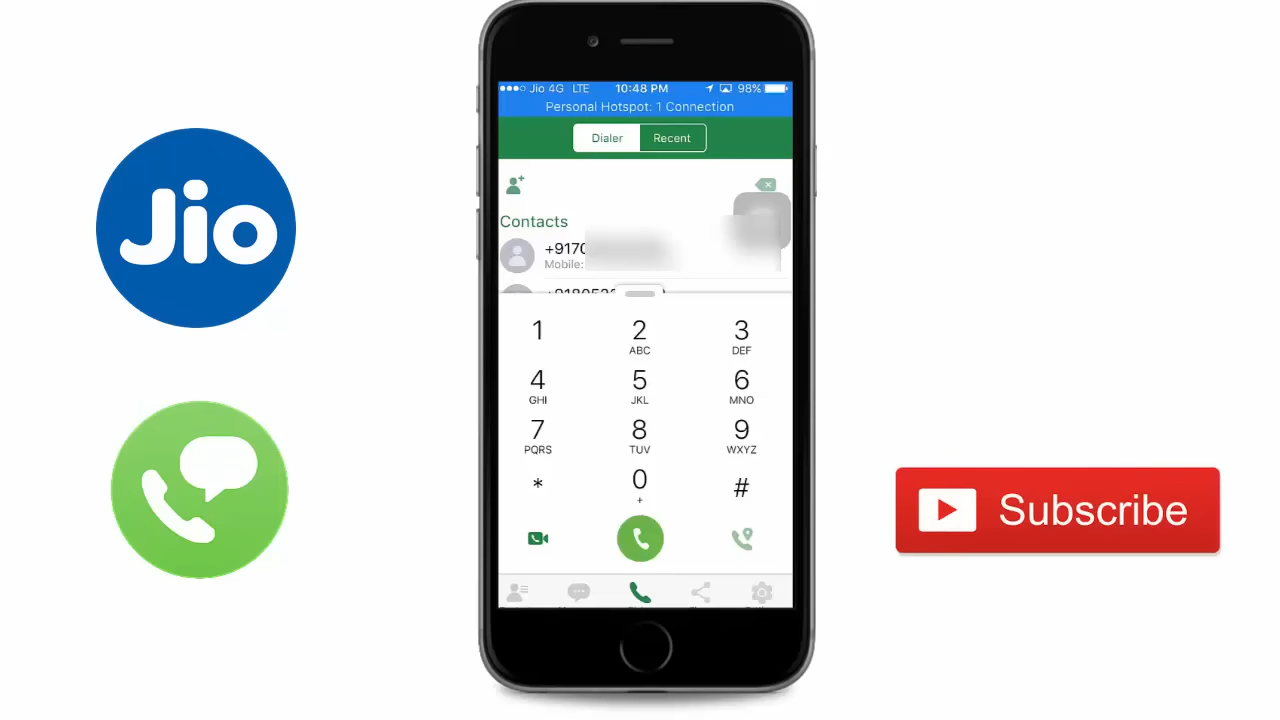 Jio
Jio 4G LTE 10:48 PM 98%
Personal Hotspot: 1 Connection
Dialer Recent
Contacts
+917
Mobile:
1 2 3
ABC DEF
4 5 6
GHI JKL MNO
7 8 9
PQRS TUV WXYZ
* 0 #
+
Subscribe